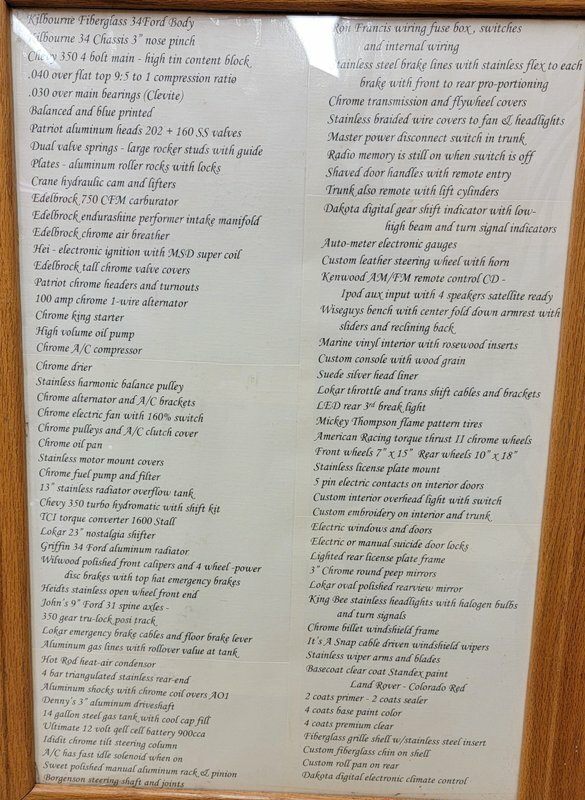 Kilbourne Fiberglass 34Ford Body
Kilbourne 34 Chassis 3" nose pinch
Chevy 350 4 bolt main - high tin content block
.040 over flat top 9:5 to 1 compression ratio
.030 over main bearings (Clevite)
Balanced and blue printed
Patriot aluminum heads 202 + 160 SS valves
Dual valve springs - large rocker studs with guide
Plates - aluminum roller rocks with locks
Crane hydraulic cam and lifters
Edelbrock 750 CFM carburator
Edelbrock endurashine performer intake manifold
Edelbrock chrome air breather
Hei - electronic ignition with MSD super coil
Edelbrock tall chrome valve covers
Patriot chrome headers and turnouts
100 amp chrome 1-wire alternator
Chrome king starter
High volume oil pump
Chrome A/C compressor
Chrome drier
Stainless harmonic balance pulley
Chrome alternator and A/C brackets
Chrome electric fan with 160% switch
Chrome pulleys and A/C clutch cover
Chrome oil pan
Stainless motor mount covers
Chrome fuel pump and filter
13" stainless radiator overflow tank
Chevy 350 turbo hydromatic with shift kit
TCI torque converter 1600 Stall
Lokar 23" nostalgia shifter
Griffin 34 Ford aluminum radiator
Wilwood polished front calipers and 4 wheel -power
disc brakes with top hat emergency brakes
Heidts stainless open wheel front end
John's 9" Ford 31 spine axles -
350 gear tru-lock posi track
Lokar emergency brake cables and floor brake lever
Aluminum gas lines with rollover value at tank
Hot Rod heat-air condensor
4 bar triangulated stainless rear-end
Aluminum shocks with chrome coil overs AO1
Denny's 3" aluminum driveshaft
14 gallon steel gas tank with cool cap fill
Ultimate 12 volt gell cell battery 900cca
Ididit chrome tilt steering column
A/C has fast idle solenoid when on
Sweet polished manual aluminum rack & pinion
Borgenson steering shaft and joints
Ron Francis wiring fuse box , switches
and internal wiring
Stainless steel brake lines with stainless flex to each
brake with front to rear pro-portioning
Chrome transmission and flywheel covers
Stainless braided wire covers to fan & headlights
Master power disconnect switch in trunk
Radio memory is still on when switch is off
Shaved door handles with remote entry
Trunk also remote with lift cylinders
Dakota digital gear shift indicator with low-
high beam and turn signal indicators
Auto-meter electronic gauges
Custom leather steering wheel with horn
Kenwood AM/FM remote control CD -
Ipod aux input with 4 speakers satellite ready
Wiseguys bench with center fold down armrest with
sliders and reclining back
Marine vinyl interior with rosewood inserts
Custom console with wood grain
Suede silver head liner
Lokar throttle and trans shift cables and brackets
LED rear 3rd break light
Mickey Thompson flame pattern tires
American Racing torque thrust II chrome wheels
Front wheels 7" x 15" Rear wheels 10" x 18"
Stainless license plate mount
5 pin electric contacts on interior doors
Custom interior overhead light with switch
Custom embroidery on interior and trunk
Electric windows and doors
Electric or manual suicide door locks
Lighted rear license plate frame
3" Chrome round peep mirrors
Lokar oval polished rearview mirror
King Bee stainless headlights with halogen bulbs
and turn signals
Chrome billet windshield frame
It's A Snap cable driven windshield wipers
Stainless wiper arms and blades
Basecoat clear coat Standex paint
Land Rover - Colorado Red
2 coats primer - 2 coats sealer
4 coats base paint color
4 coats premium clear
Fiberglass grille shell w/stainless steel insert
Custom fiberglass chin on shell
Custom roll pan on rear
Dakota digital electronic climate control